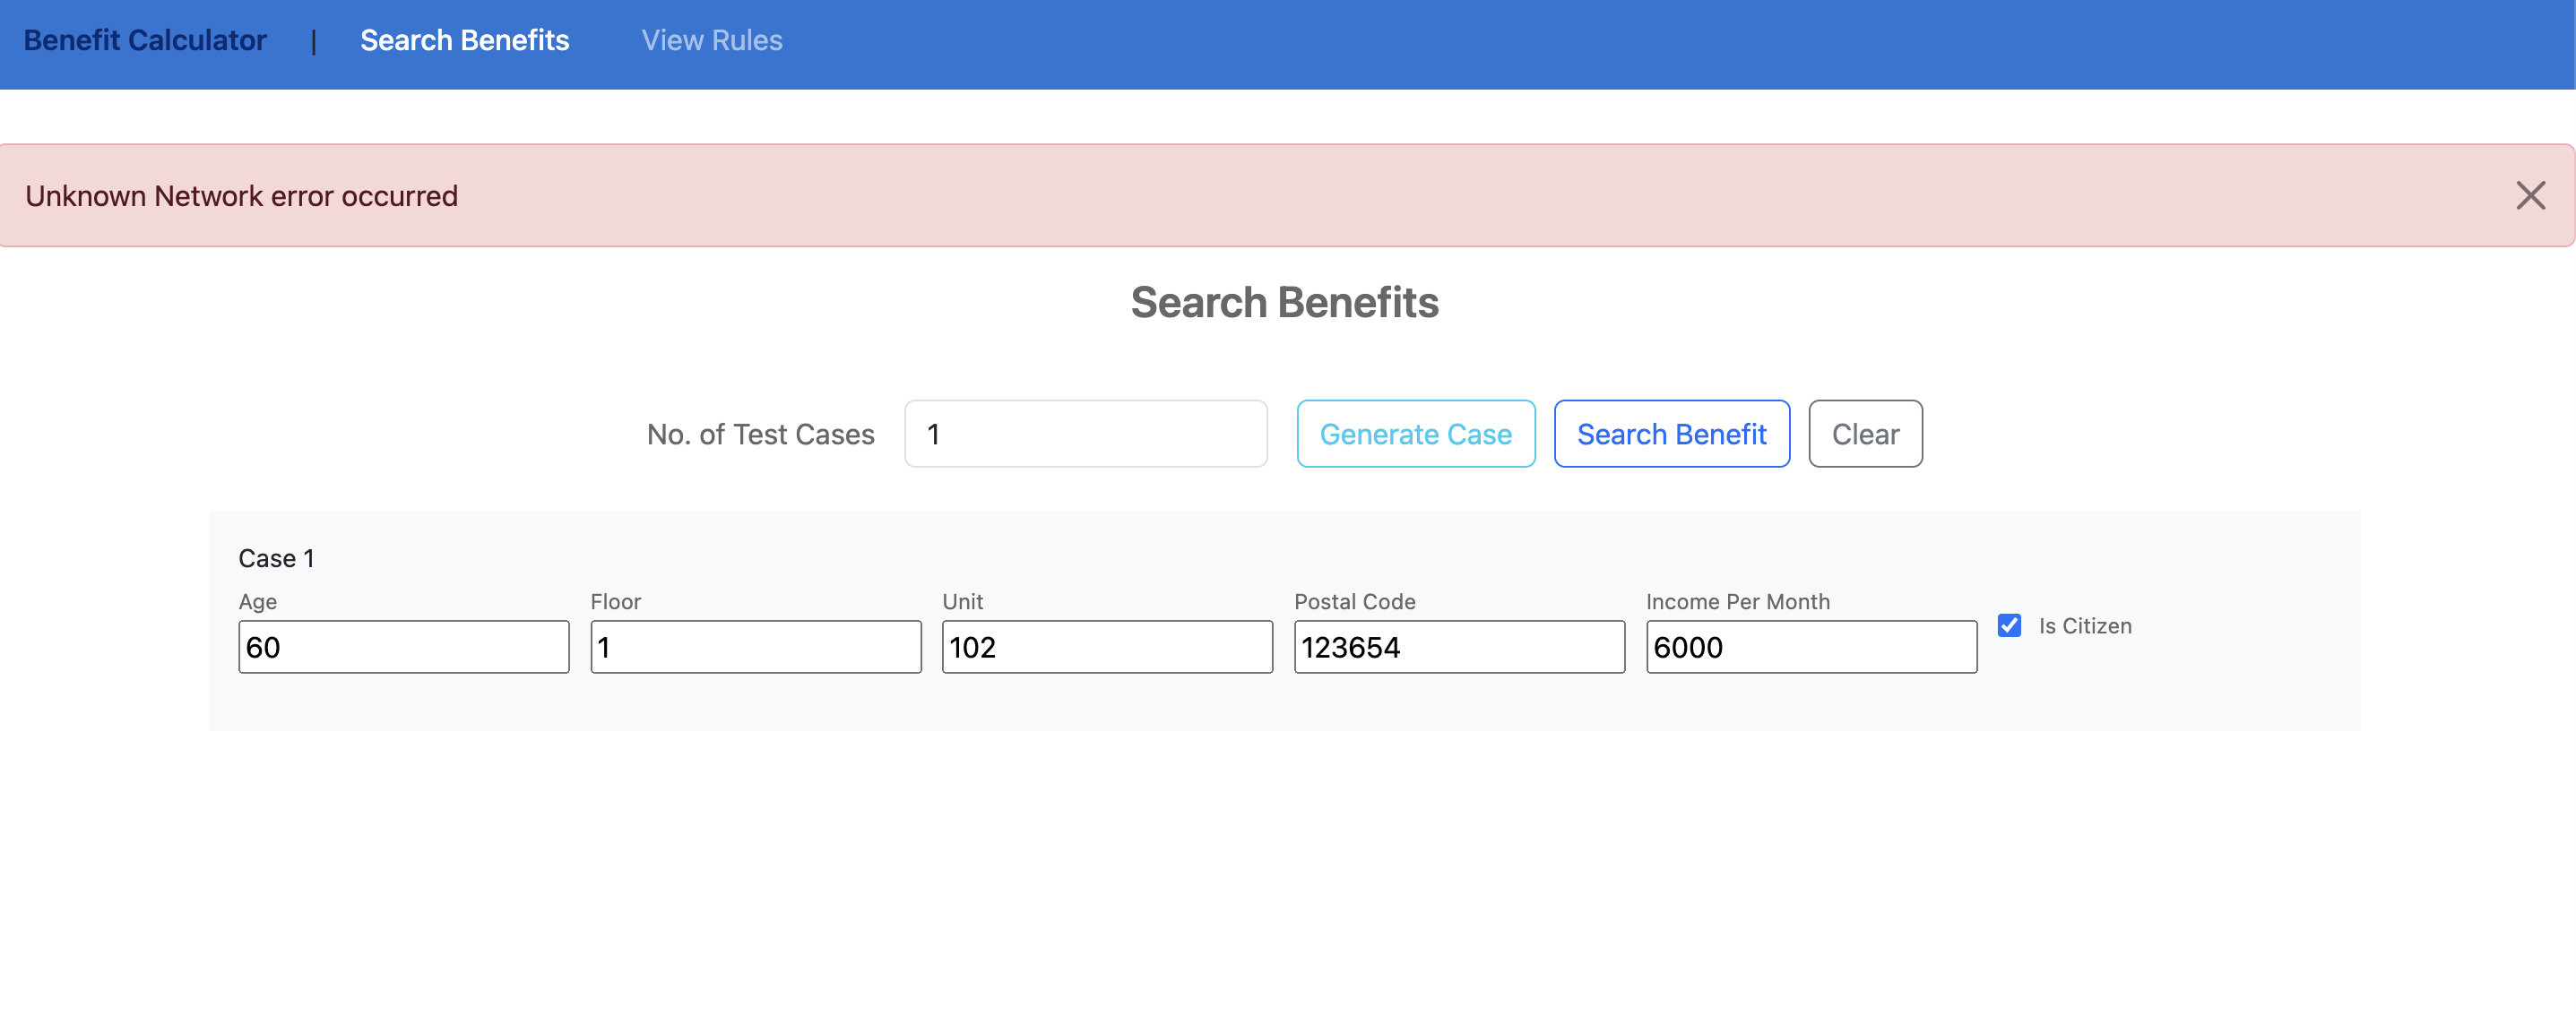 Benefit Calculator | Search Benefits View Rules
Unknown Network error occurred
Search Benefits
No. of Test Cases 1 Generate Case Search Benefit Clear
Case 1
Age Floor Unit Postal Code Income Per Month
60 1 102 123654 6000 Is Citizen